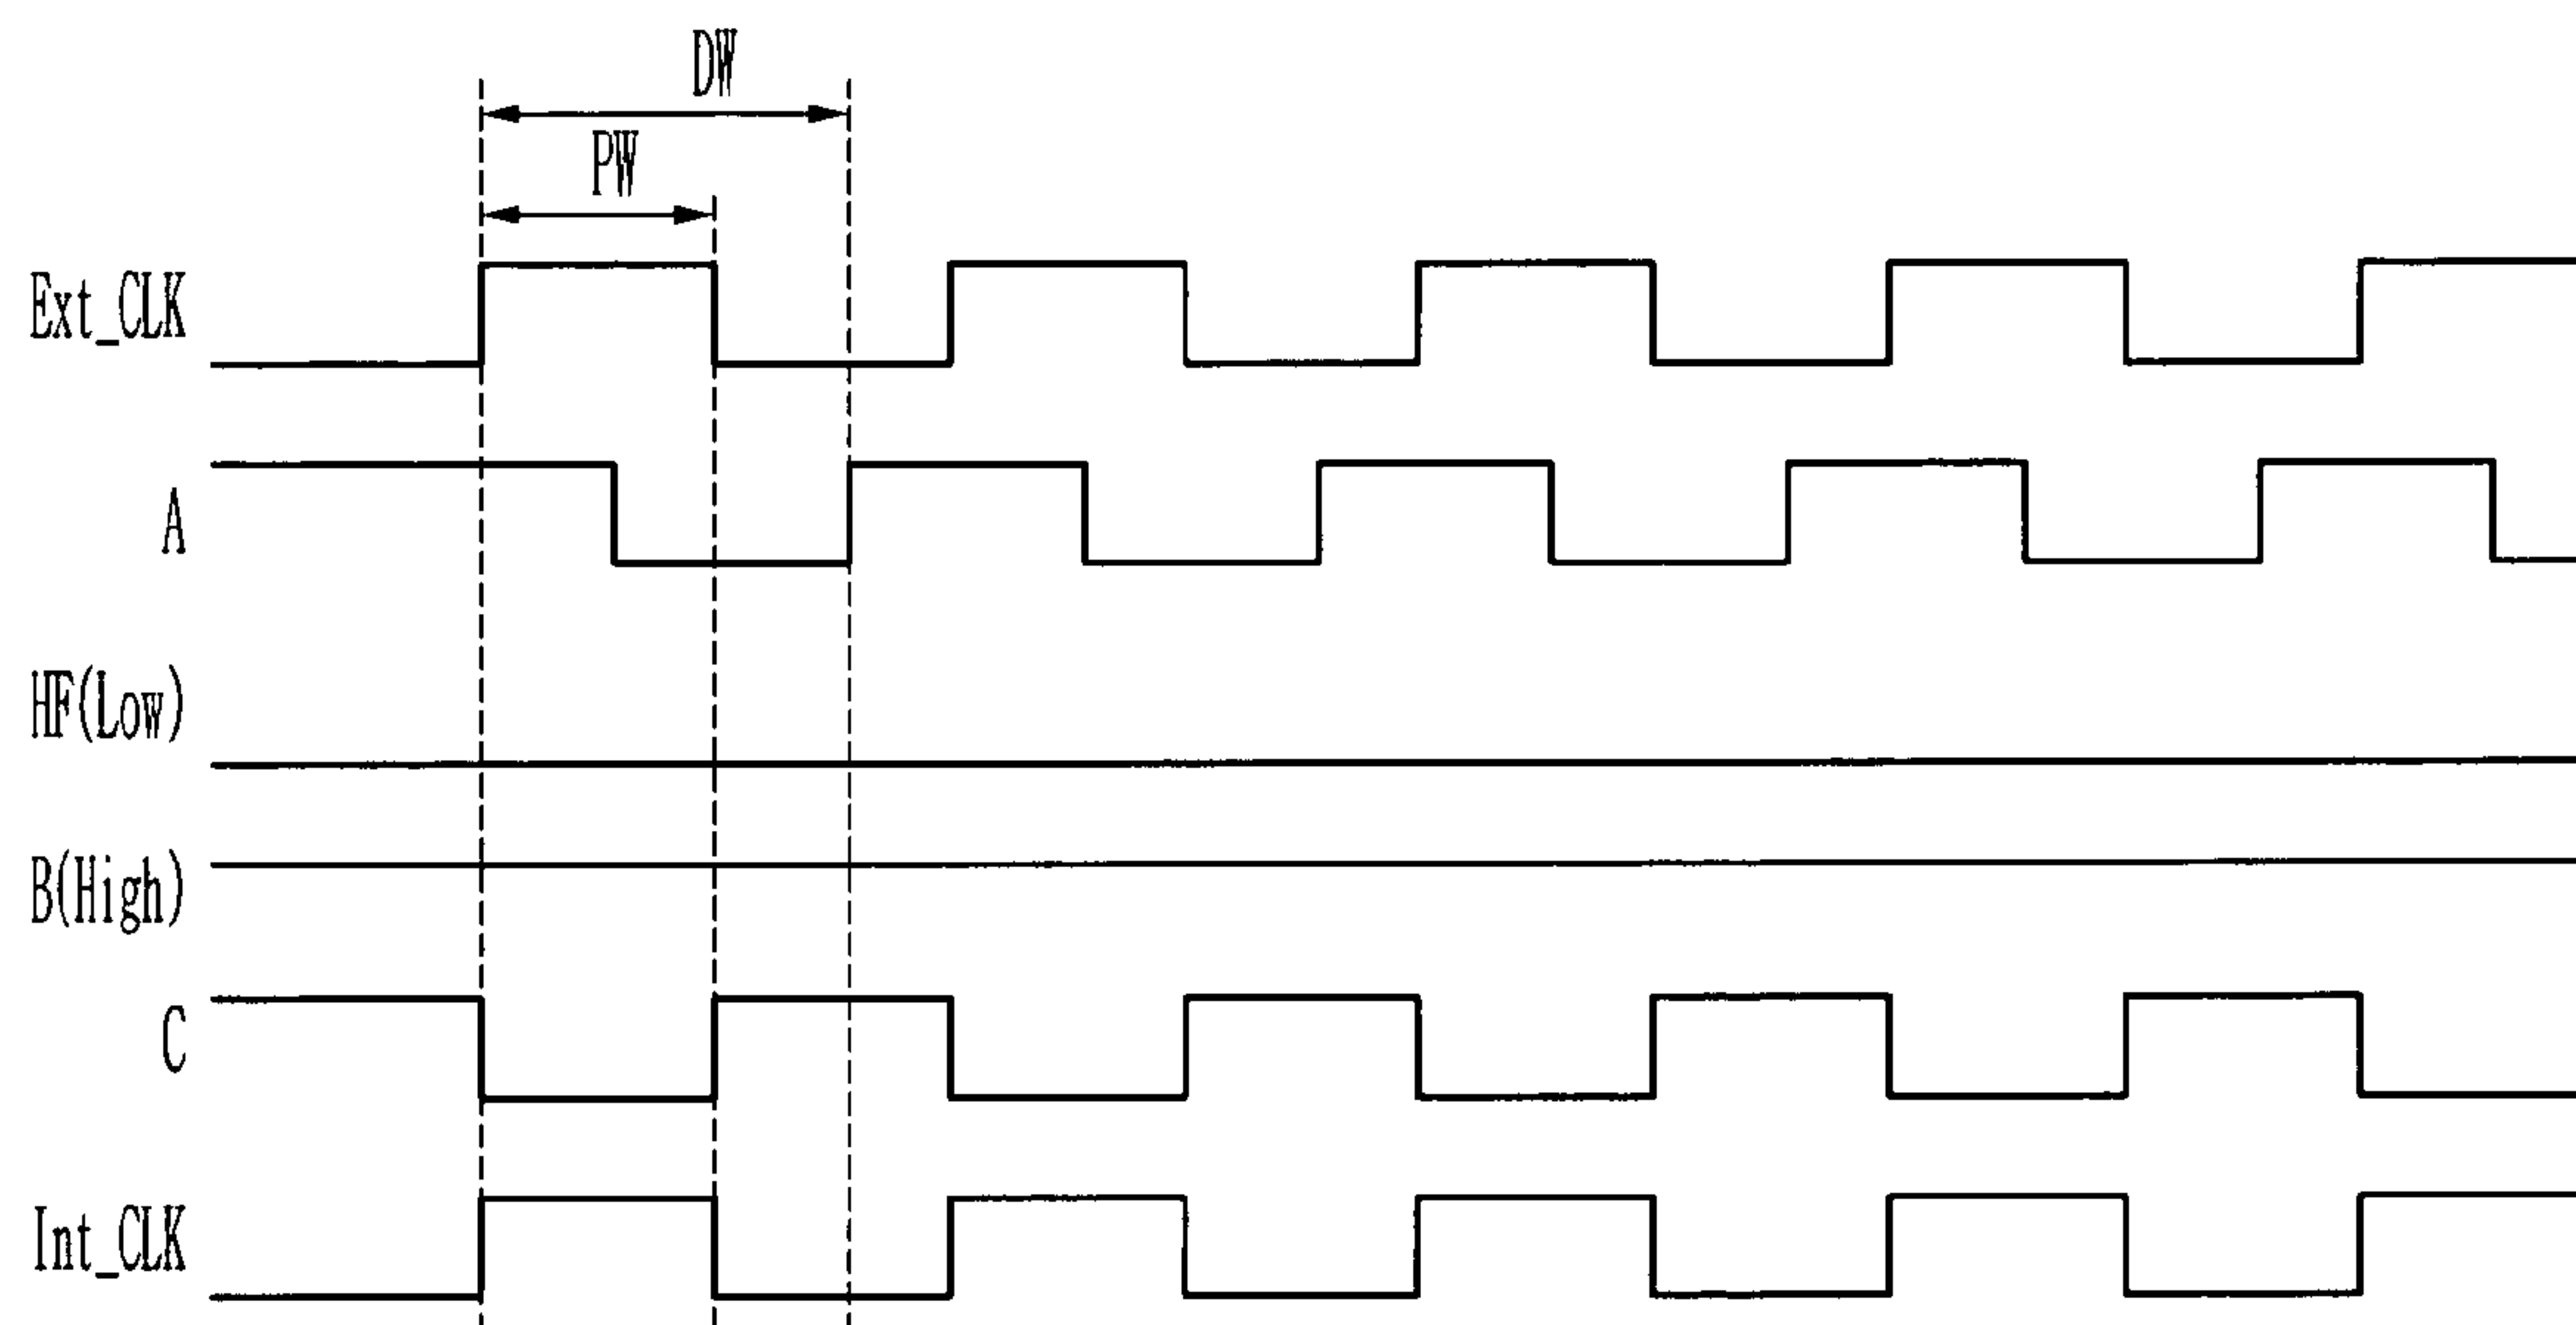 DW
PW
Ext_CLK
A
HF(Low)
B(High)
C
Int_CLK